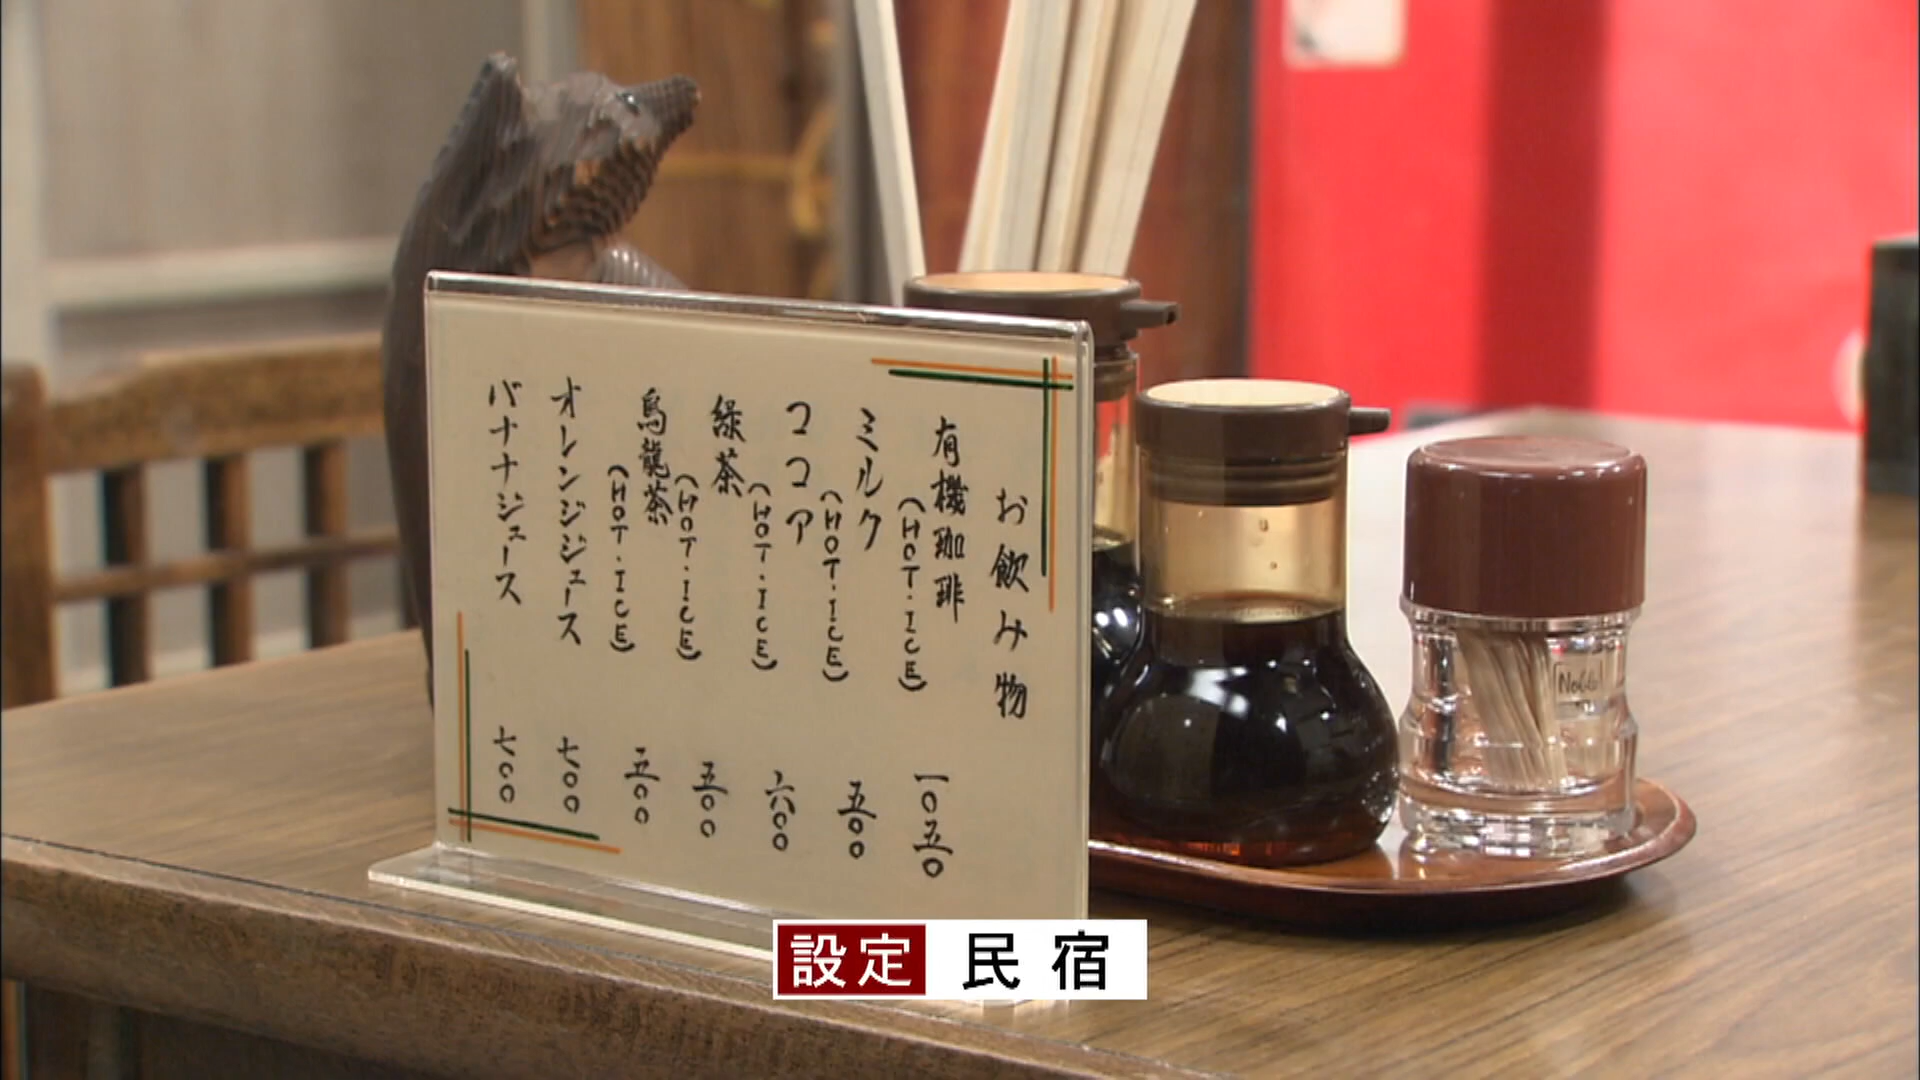 お飲み物
有機珈琲 (HOT・ICE) 一〇五〇
ミルク (HOT・ICE) 五〇〇
ココア (HOT・ICE) 六〇〇
緑茶 (HOT・ICE) 五〇〇
烏龍茶 (HOT・ICE) 五〇〇
オレンジジュース 七〇〇
バナナジュース 七〇〇
設定 民宿